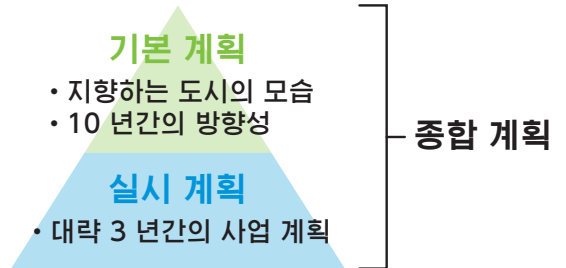 기본 계획
・지향하는 도시의 모습
・10 년간의 방향성
종합 계획
실시 계획
・대략 3 년간의 사업 계획